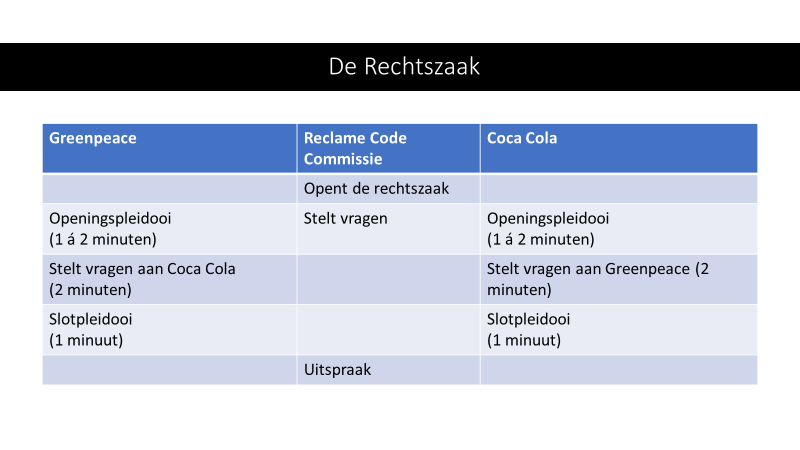 De Rechtszaak
Greenpeace
Reclame Code
Commissie
Coca Cola
Opent de rechtszaak
Openingspleidooi
(1 á 2 minuten)
Stelt vragen
Openingspleidooi
(1 á 2 minuten)
Stelt vragen aan Coca Cola
(2 minuten)
Stelt vragen aan Greenpeace (2
minuten)
Slotpleidooi
(1 minuut)
Slotpleidooi
(1 minuut)
Uitspraak